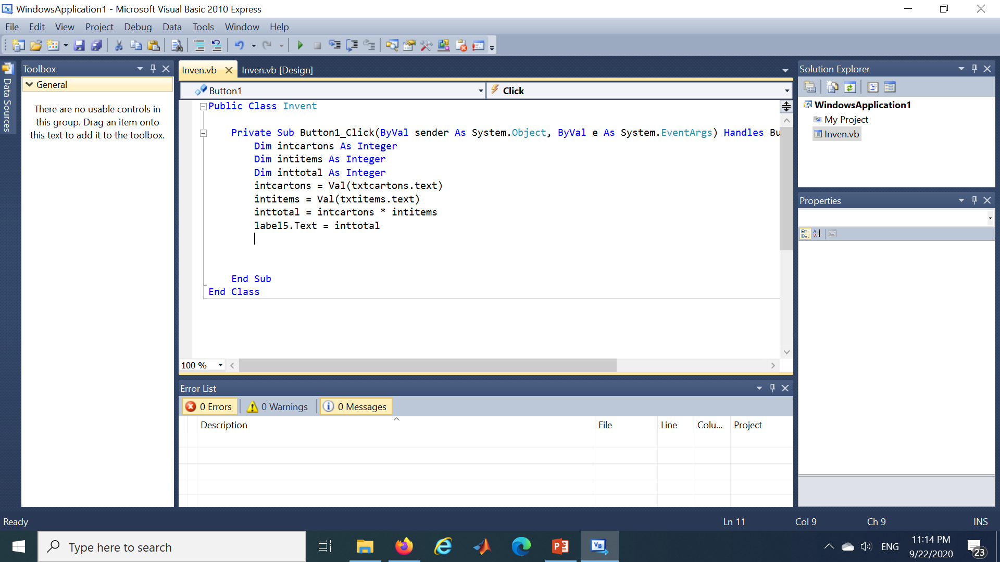 WindowsApplication1 - Microsoft Visual Basic 2010 Express
File Edit View Project Debug Data Tools Window Help
Data Sources
Toolbox
General
There are no usable controls in
this group. Drag an item onto
this text to add it to the toolbox.
Inven.vb Inven.vb [Design]
Button1 Click
Public Class Invent
Private Sub Button1_Click(ByVal sender As System.Object, ByVal e As System.EventArgs) Handles Bu
Dim intcartons As Integer
Dim intitems As Integer
Dim inttotal As Integer
intcartons = Val(txtcartons.text)
intitems = Val(txtitems.text)
inttotal = intcartons * intitems
label5.Text = inttotal
End Sub
End Class
100 %
Error List
0 Errors 0 Warnings 0 Messages
Description File Line Colu... Project
Solution Explorer
WindowsApplication1
My Project
Inven.vb
Properties
Ready Ln 11 Col 9 Ch 9 INS
Type here to search
ENG
11:14 PM
9/22/2020
23